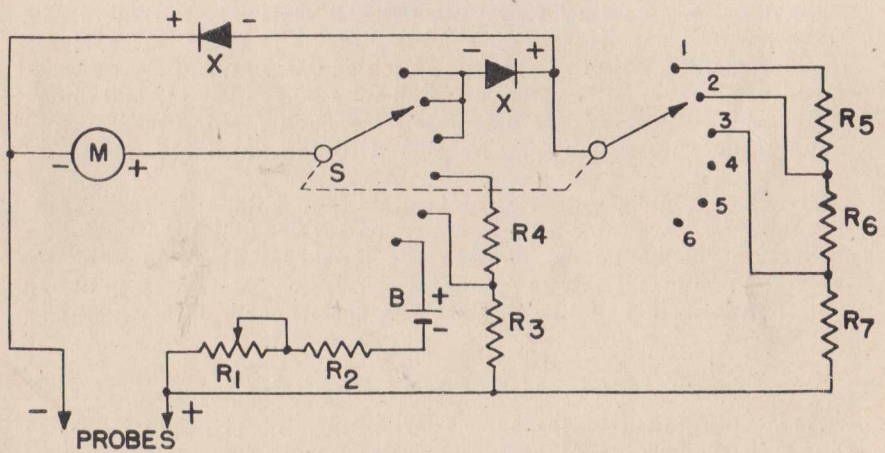 + -
X
- +
X
1
2
3
4
5
6
R5
R6
R7
- M +
S
R4
R3
B +
-
R1
R2
- +
PROBES